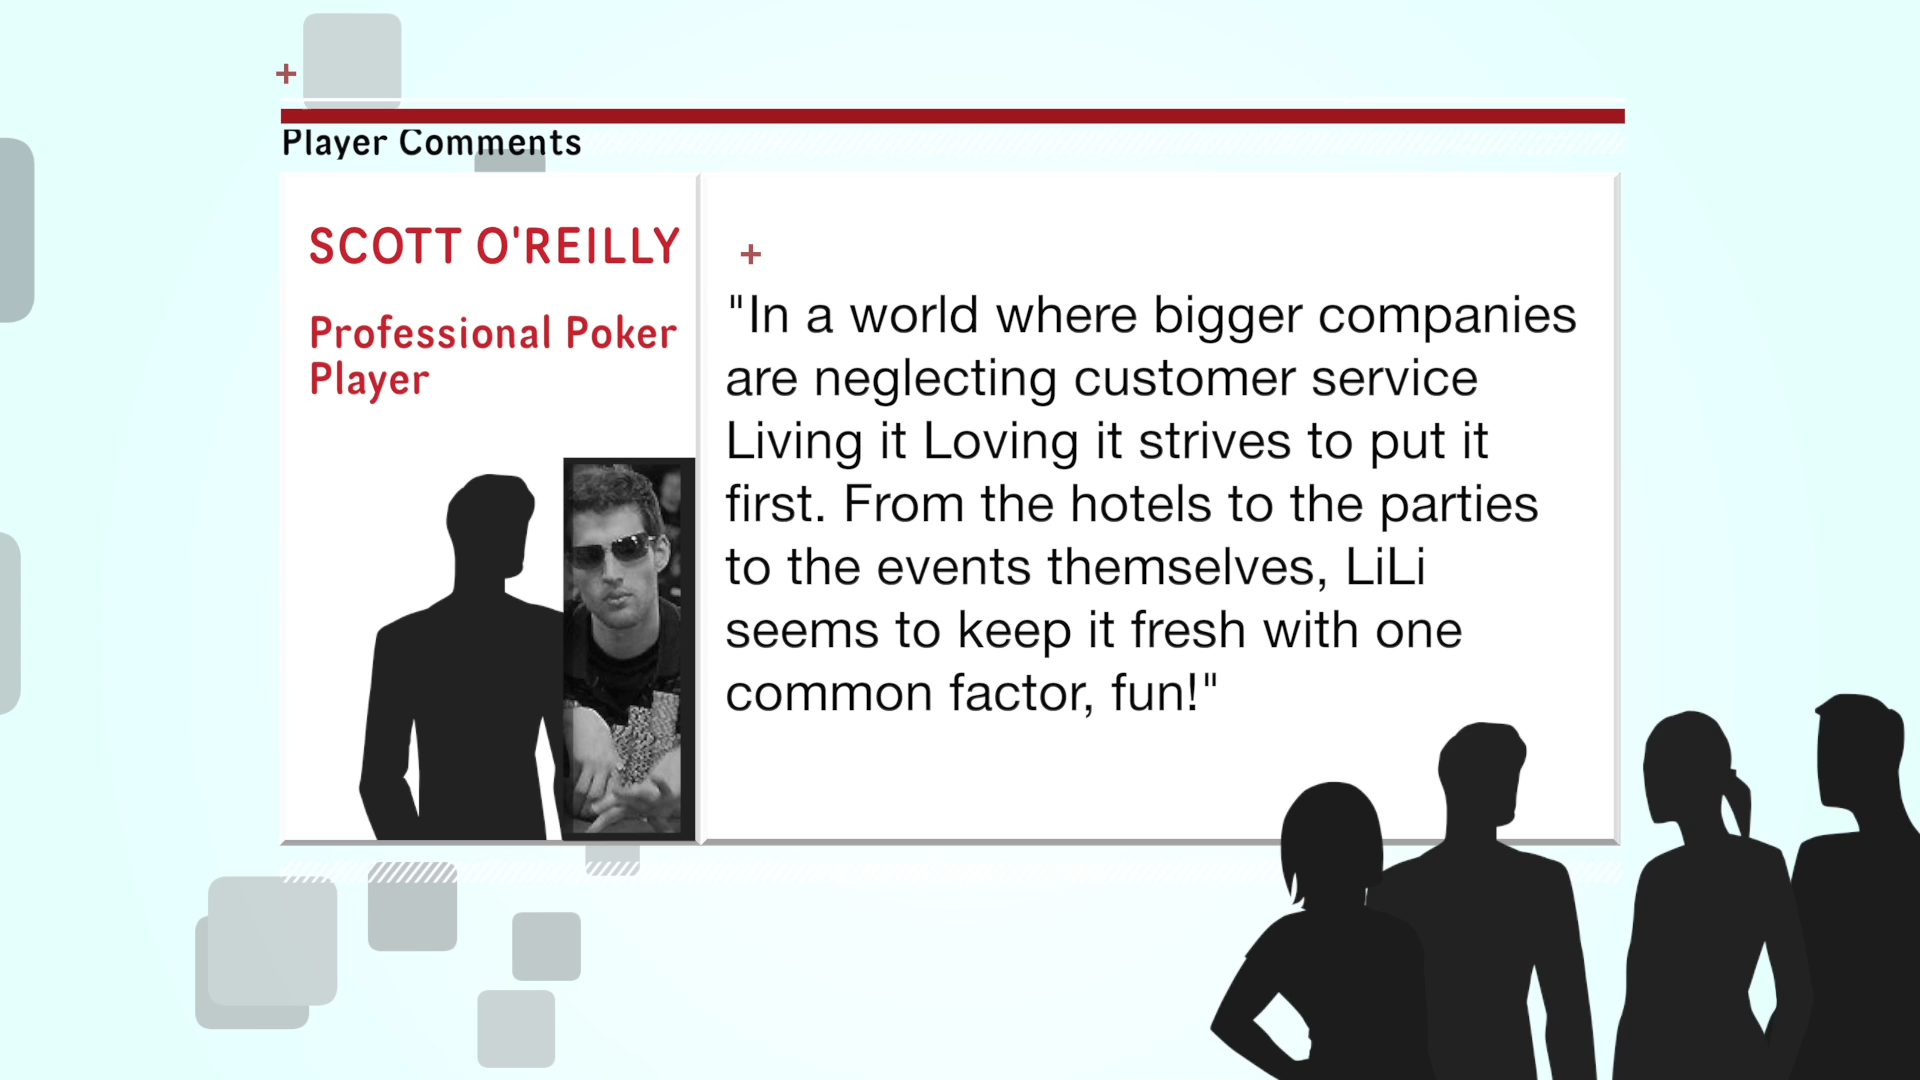 Player Comments
SCOTT O'REILLY
Professional Poker
Player
"In a world where bigger companies
are neglecting customer service
Living it Loving it strives to put it
first. From the hotels to the parties
to the events themselves, LiLi
seems to keep it fresh with one
common factor, fun!"